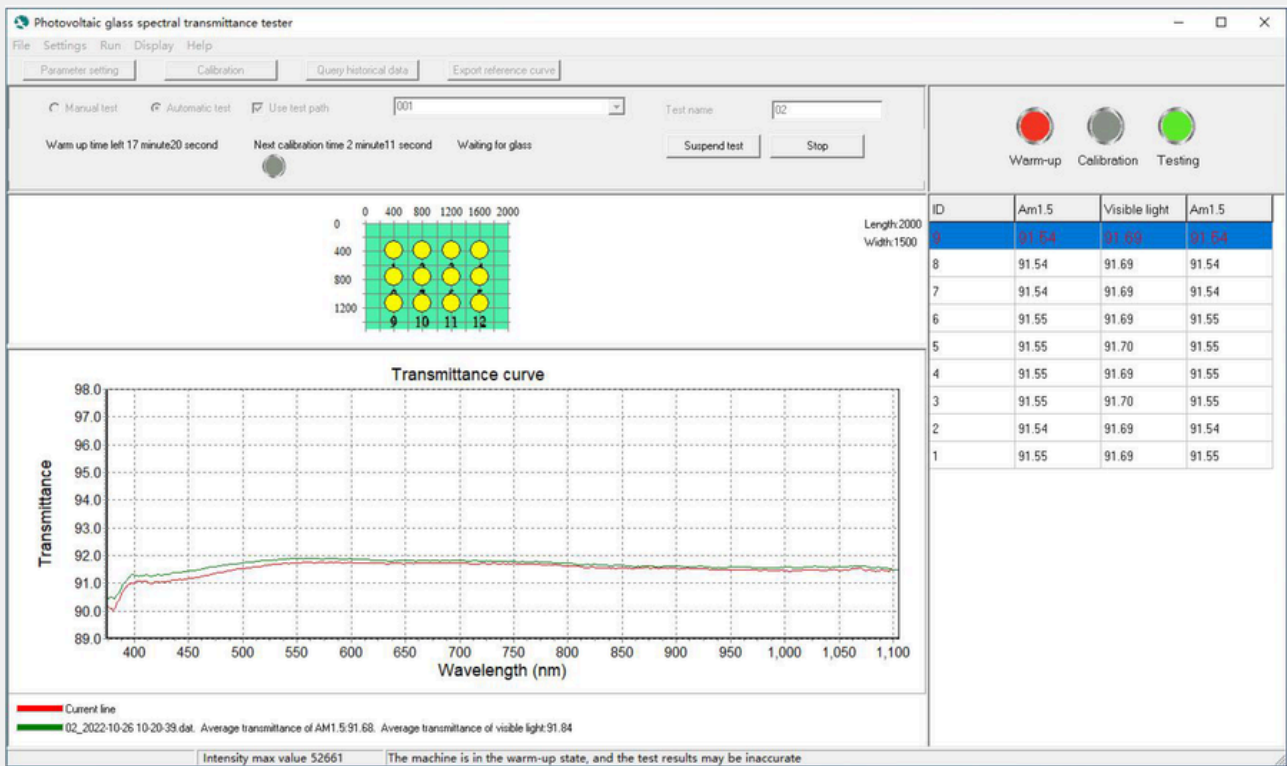 Photovoltaic glass spectral transmittance tester
File Settings Run Display Help
Parameter setting Calibration Query historical data Export reference curve
Manual test Automatic test Use test path 001 Test name 02
Warm up time left 17 minute20 second Next calibration time 2 minute11 second Waiting for glass Suspend test Stop
Warm-up Calibration Testing
0 400 800 1200 1600 2000
0
400
800
1200
9 10 11 12
Length:2000
Width:1500
ID Am1.5 Visible light Am1.5
9 91.54 91.69 91.54
8 91.54 91.69 91.54
7 91.54 91.69 91.54
6 91.55 91.69 91.55
5 91.55 91.70 91.55
4 91.55 91.69 91.55
3 91.55 91.70 91.55
2 91.54 91.69 91.54
1 91.55 91.69 91.55
Transmittance curve
Transmittance
98.0
97.0
96.0
95.0
94.0
93.0
92.0
91.0
90.0
89.0
400 450 500 550 600 650 700 750 800 850 900 950 1,000 1,050 1,100
Wavelength (nm)
Current line
02_2022-10-26 10-20-39.dat. Average transmittance of AM1.5:91.68. Average transmittance of visible light:91.84
Intensity max value 52661 The machine is in the warm-up state, and the test results may be inaccurate